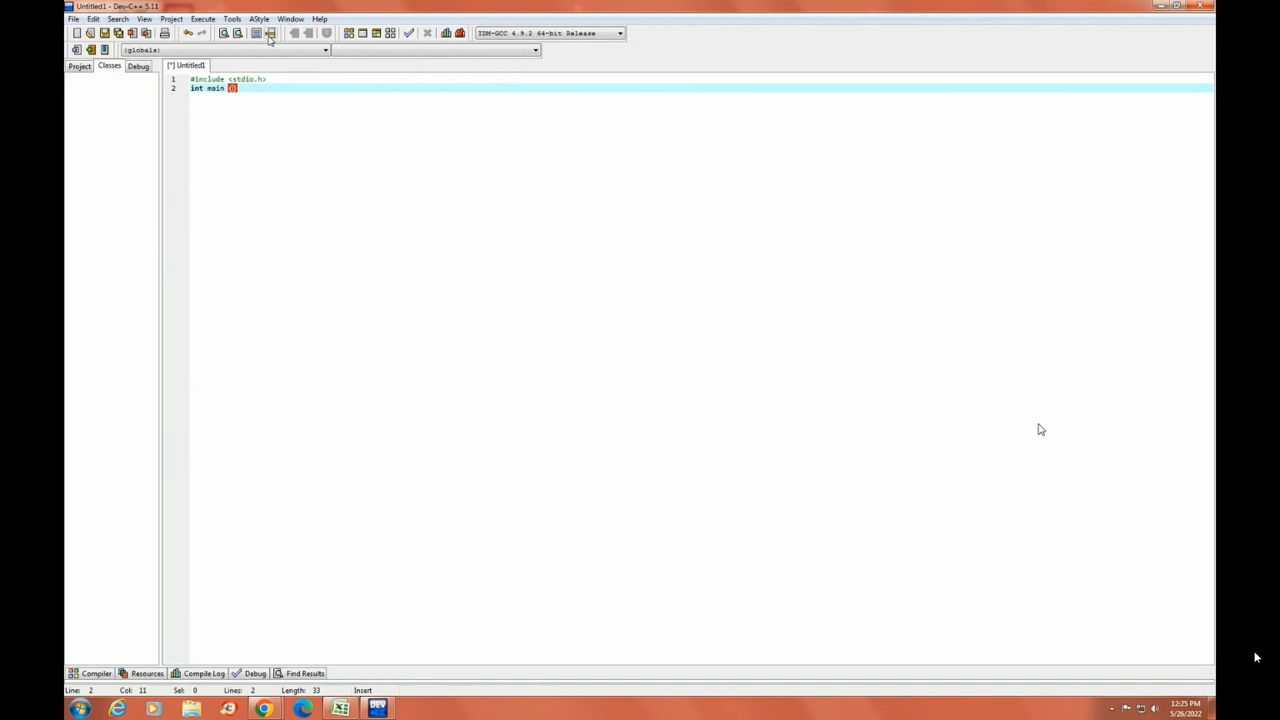 Untitled1 - Dev-C++ 5.11
File Edit Search View Project Execute Tools AStyle Window Help
TDM-GCC 4.9.2 64-bit Release
(globals)
Project Classes Debug [*] Untitled1
1 #include <stdio.h>
2 int main ()
Compiler Resources Compile Log Debug Find Results
Line: 2 Col: 11 Sel: 0 Lines: 2 Length: 33 Insert
DEV
12:25 PM
5/26/2022